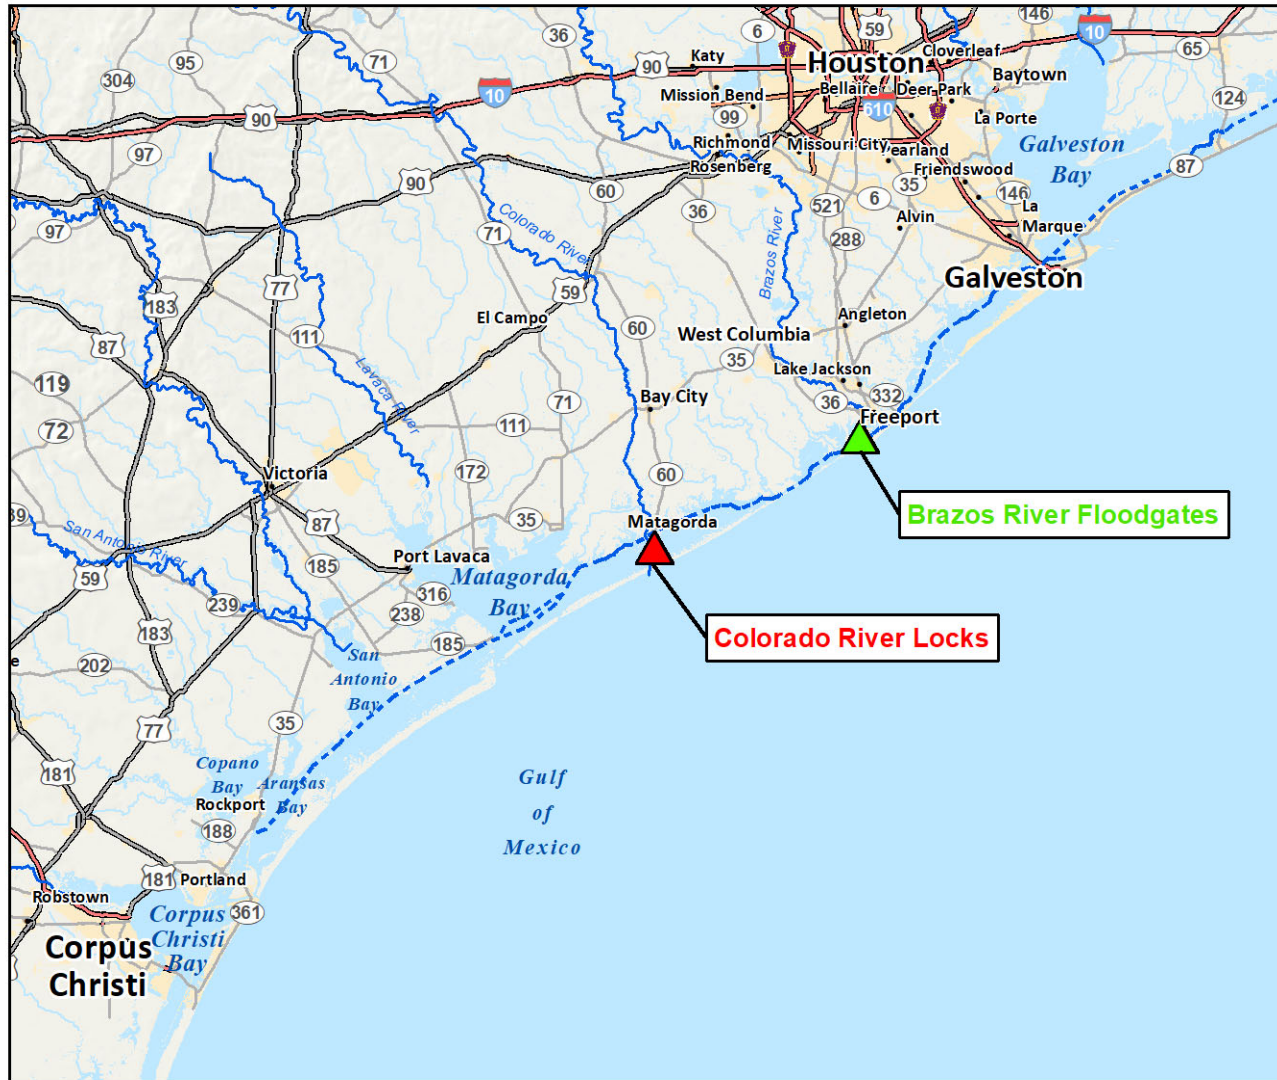 146
36
6
59
10
65
71
95
304
90
Katy
Houston
Cloverleaf
Baytown
10
Mission Bend
Bellaire
Deer Park
610
124
90
99
La Porte
97
Richmond
Missouri City
earland
Galveston
Bay
Rosenberg
Friendswood
87
90
60
35
146
6
36
521
La
Marque
Alvin
97
71
Colorado River
Brazos River
288
77
59
Galveston
183
El Campo
60
Angleton
111
West Columbia
87
35
Lavaca River
Lake Jackson
119
71
Bay City
36
332
Freeport
72
111
Victoria
172
60
Brazos River Floodgates
39
87
35
Matagorda
San Antonio River
Port Lavaca
185
59
Matagorda
Bay
316
239
238
183
Colorado River Locks
185
e
202
San
Antonio
Bay
35
77
Copano
Bay
Aransas
Bay
181
Rockport
Gulf
of
Mexico
188
181
Portland
Robstown
361
Corpus
Christi
Bay
Corpus
Christi